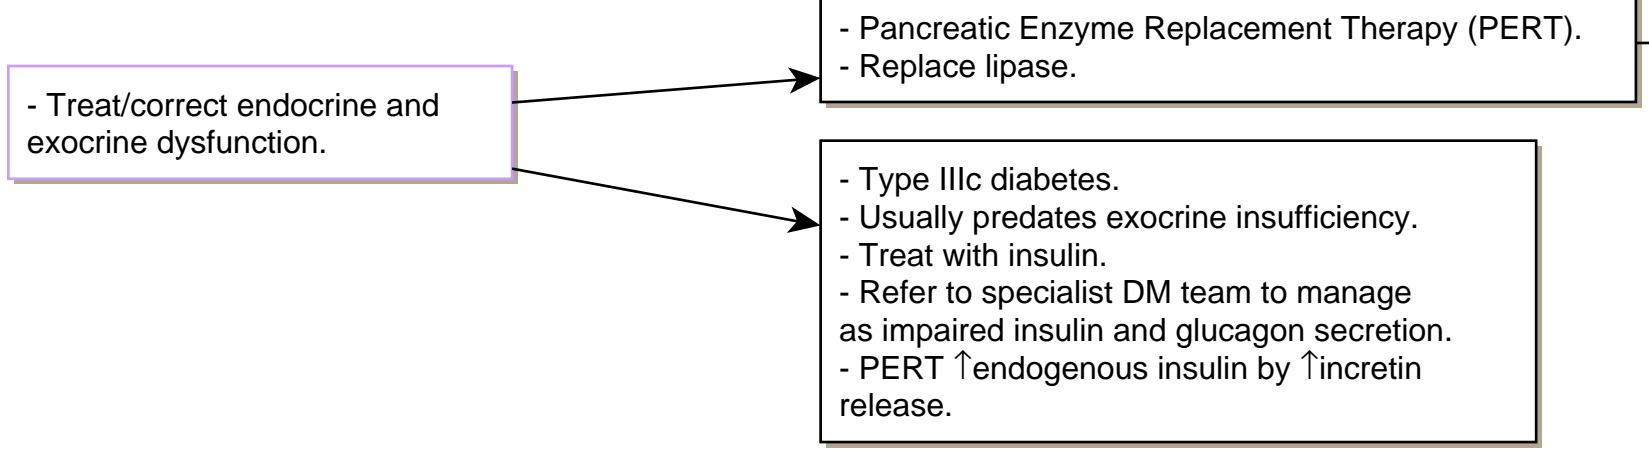 - Treat/correct endocrine and
exocrine dysfunction.
- Pancreatic Enzyme Replacement Therapy (PERT).
- Replace lipase.
- Type IIIc diabetes.
- Usually predates exocrine insufficiency.
- Treat with insulin.
- Refer to specialist DM team to manage
as impaired insulin and glucagon secretion.
- PERT ↑endogenous insulin by ↑incretin
release.